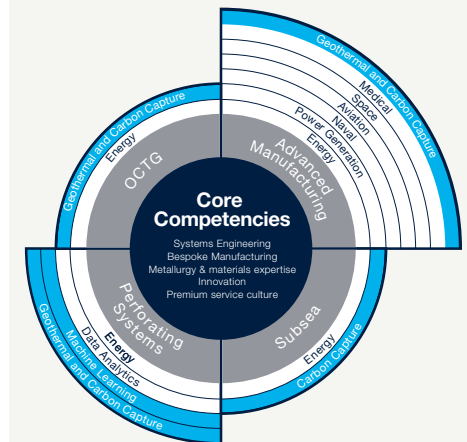 Geothermal and Carbon Capture
Energy
OCTG
Geothermal and Carbon Capture
Medical
Space
Aviation
Naval
Power Generation
Energy
Advanced
Manufacturing
Core
Competencies
Systems Engineering
Bespoke Manufacturing
Metallurgy & materials expertise
Innovation
Premium service culture
Perforating
Systems
Energy
Data Analytics
Machine Learning
Geothermal and Carbon Capture
Subsea
Energy
Carbon Capture